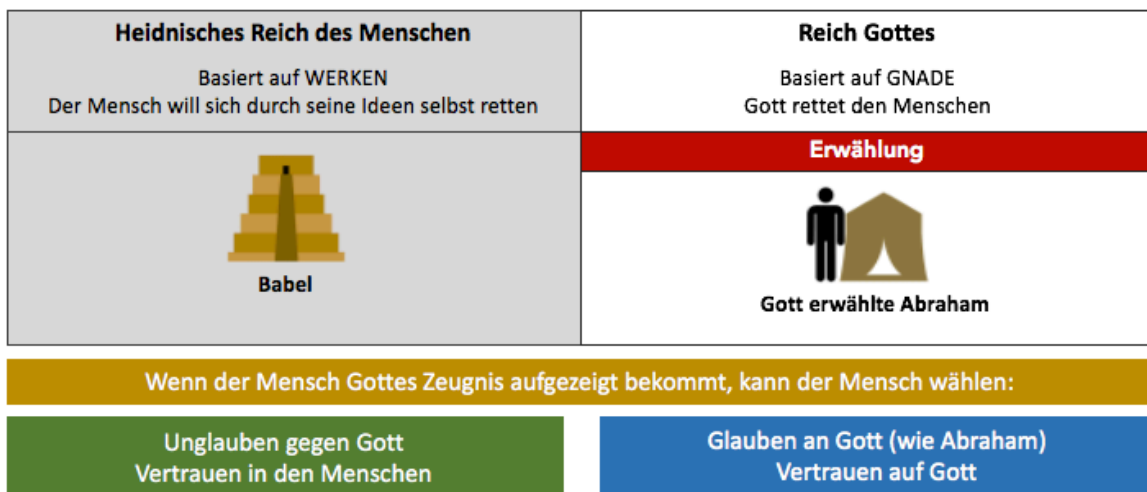 Heidnisches Reich des Menschen
Basiert auf WERKEN
Der Mensch will sich durch seine Ideen selbst retten
Reich Gottes
Basiert auf GNADE
Gott rettet den Menschen
Erwählung
Babel
Gott erwählte Abraham
Wenn der Mensch Gottes Zeugnis aufgezeigt bekommt, kann der Mensch wählen:
Unglauben gegen Gott
Vertrauen in den Menschen
Glauben an Gott (wie Abraham)
Vertrauen auf Gott